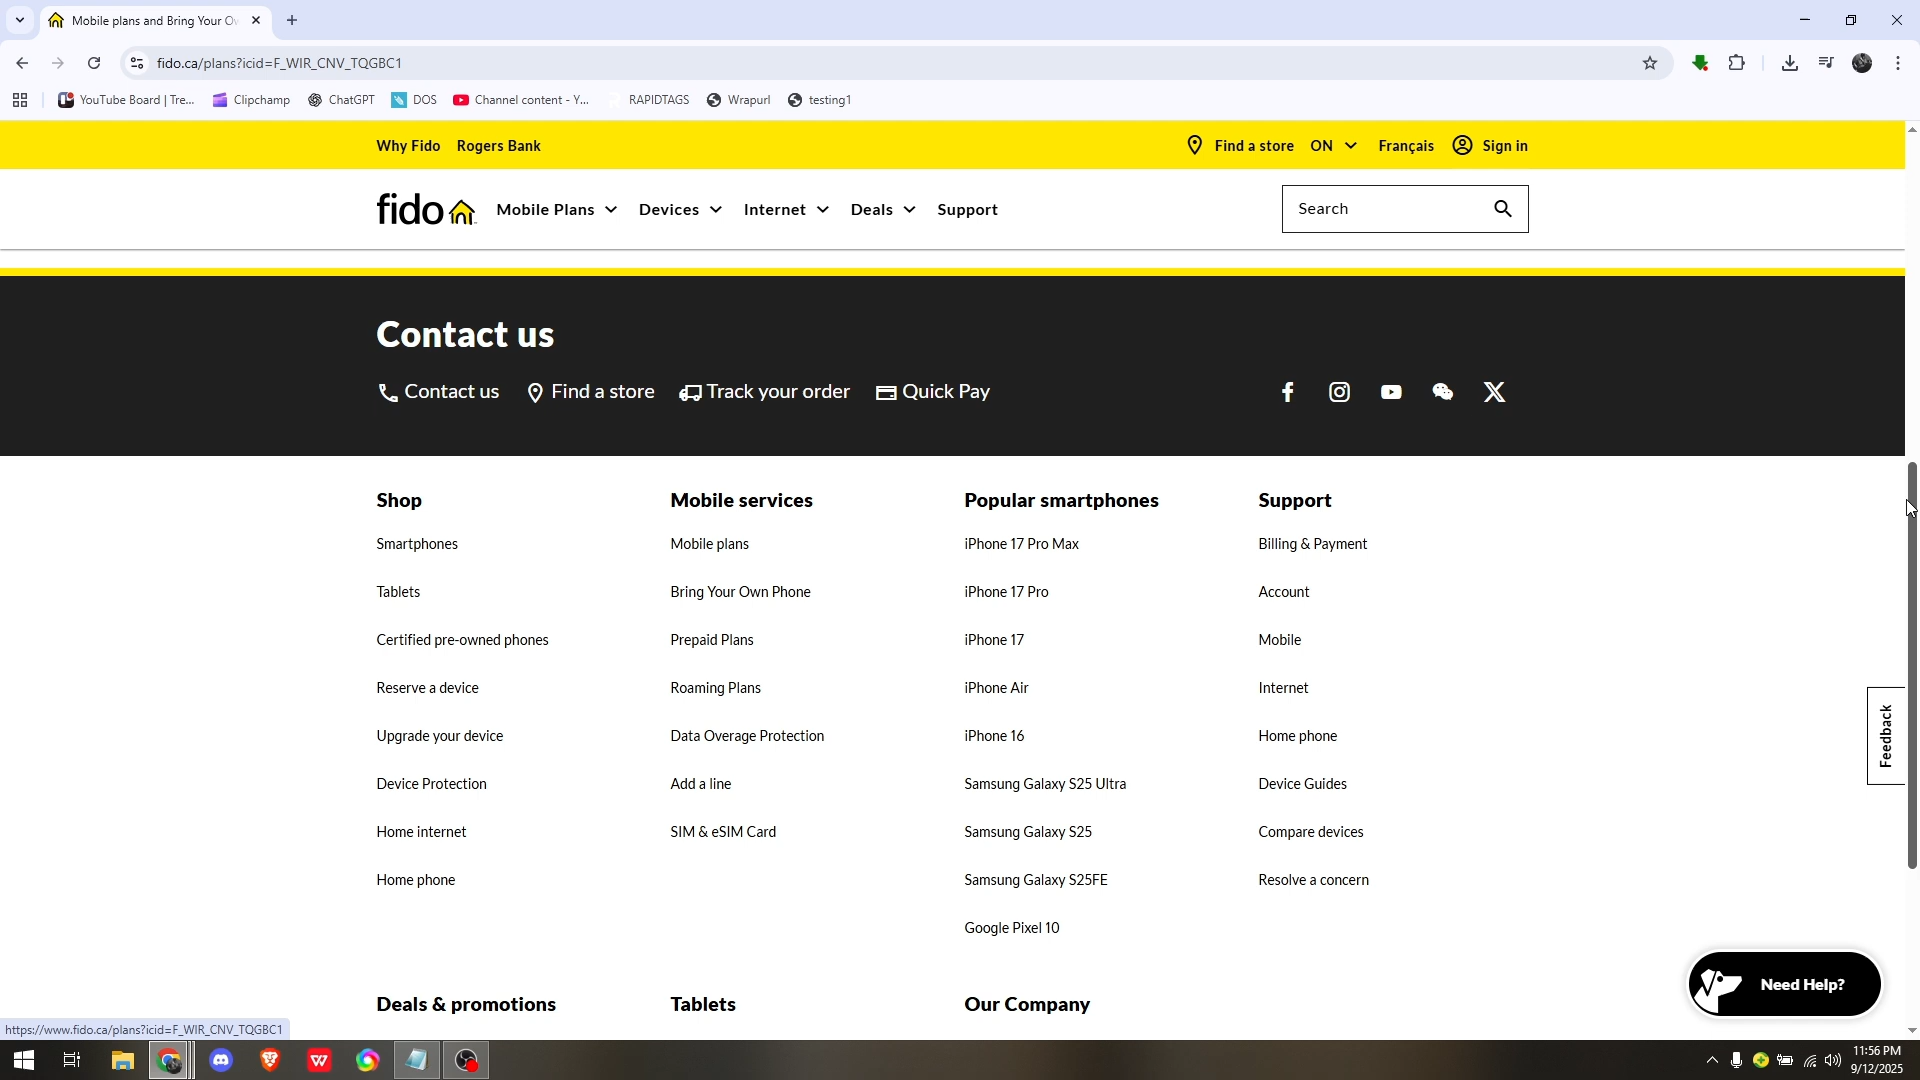 Mobile plans and Bring Your Ow
fido.ca/plans?icid=F_WIR_CNV_TQGBC1
YouTube Board | Tre...
Clipchamp
ChatGPT
DOS
Channel content - Y...
RAPIDTAGS
Wrapurl
testing1
Why Fido
Rogers Bank
Find a store
ON
Français
Sign in
fido
Mobile Plans
Devices
Internet
Deals
Support
Search
Contact us
Contact us
Find a store
Track your order
Quick Pay
Shop
Smartphones
Tablets
Certified pre-owned phones
Reserve a device
Upgrade your device
Device Protection
Home internet
Home phone
Mobile services
Mobile plans
Bring Your Own Phone
Prepaid Plans
Roaming Plans
Data Overage Protection
Add a line
SIM & eSIM Card
Popular smartphones
iPhone 17 Pro Max
iPhone 17 Pro
iPhone 17
iPhone Air
iPhone 16
Samsung Galaxy S25 Ultra
Samsung Galaxy S25
Samsung Galaxy S25FE
Google Pixel 10
Support
Billing & Payment
Account
Mobile
Internet
Home phone
Device Guides
Compare devices
Resolve a concern
Feedback
Need Help?
Deals & promotions
Tablets
Our Company
https://www.fido.ca/plans?icid=F_WIR_CNV_TQGBC1
11:56 PM
9/12/2025